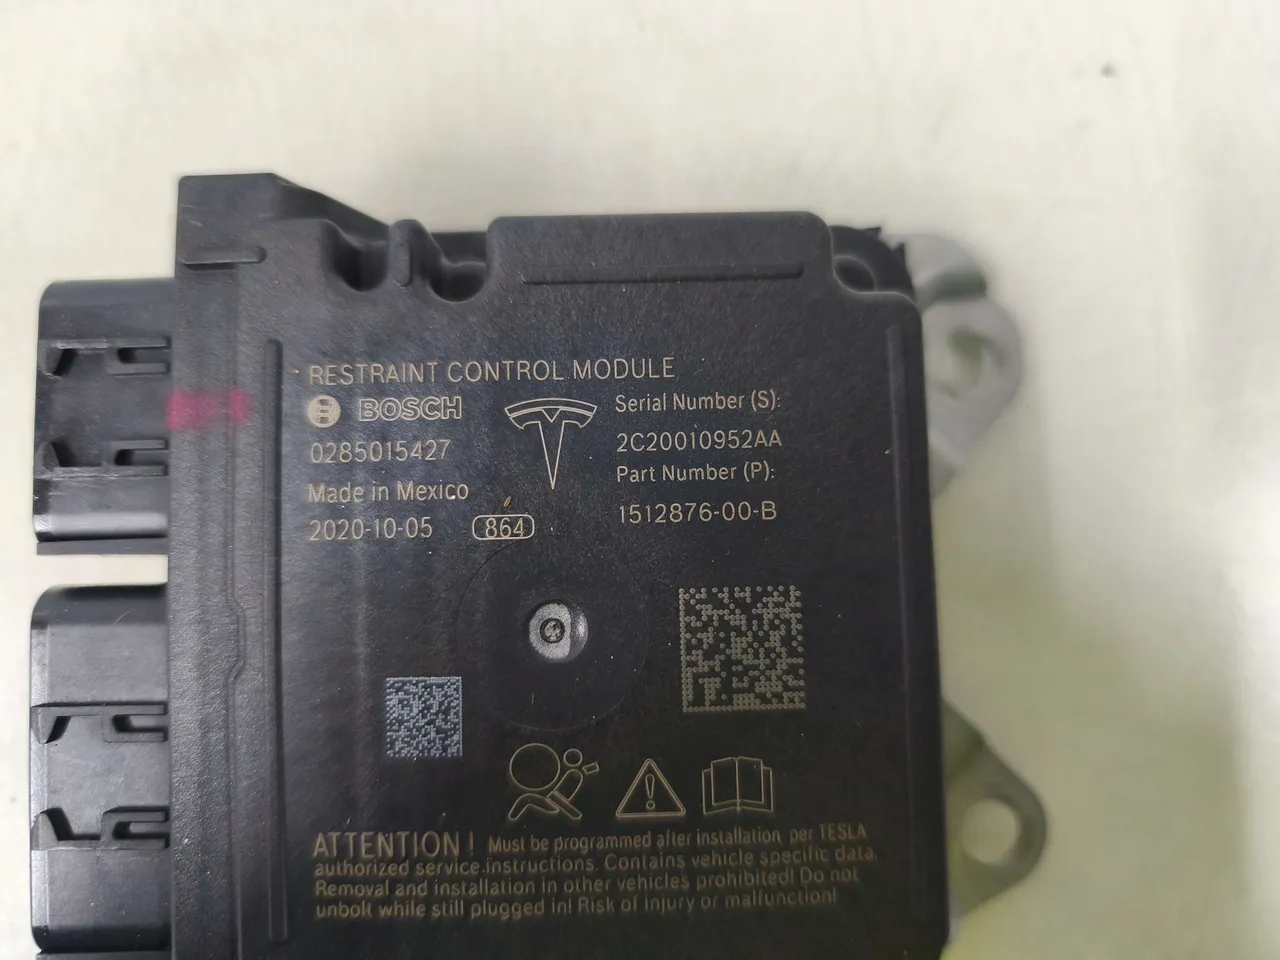 RESTRAINT CONTROL MODULE
BOSCH
0285015427
Made in Mexico
2020-10-05 864
Serial Number (S):
2C20010952AA
Part Number (P):
1512876-00-B
ATTENTION ! Must be programmed after installation per TESLA
authorized service instructions. Contains vehicle specific data.
Removal and installation in other vehicles prohibited! Do not
unbolt while still plugged in! Risk of injury or malfunction!